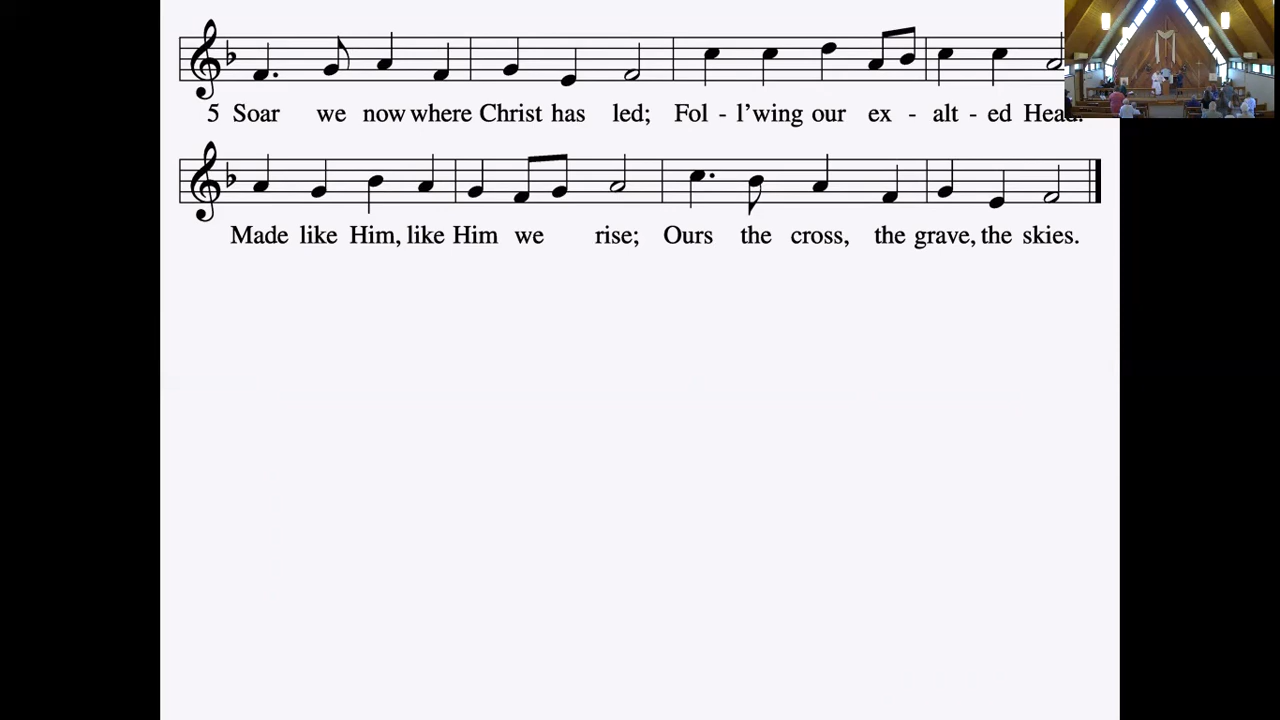 5 Soar we now where Christ has led; Fol - l’wing our ex - alt - ed Head.
Made like Him, like Him we rise; Ours the cross, the grave, the skies.